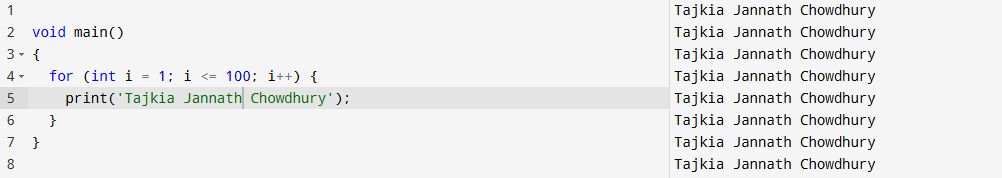 1
2 void main()
3 {
4 for (int i = 1; i <= 100; i++) {
5 print('Tajkia Jannath Chowdhury');
6 }
7 }
8
Tajkia Jannath Chowdhury
Tajkia Jannath Chowdhury
Tajkia Jannath Chowdhury
Tajkia Jannath Chowdhury
Tajkia Jannath Chowdhury
Tajkia Jannath Chowdhury
Tajkia Jannath Chowdhury
Tajkia Jannath Chowdhury